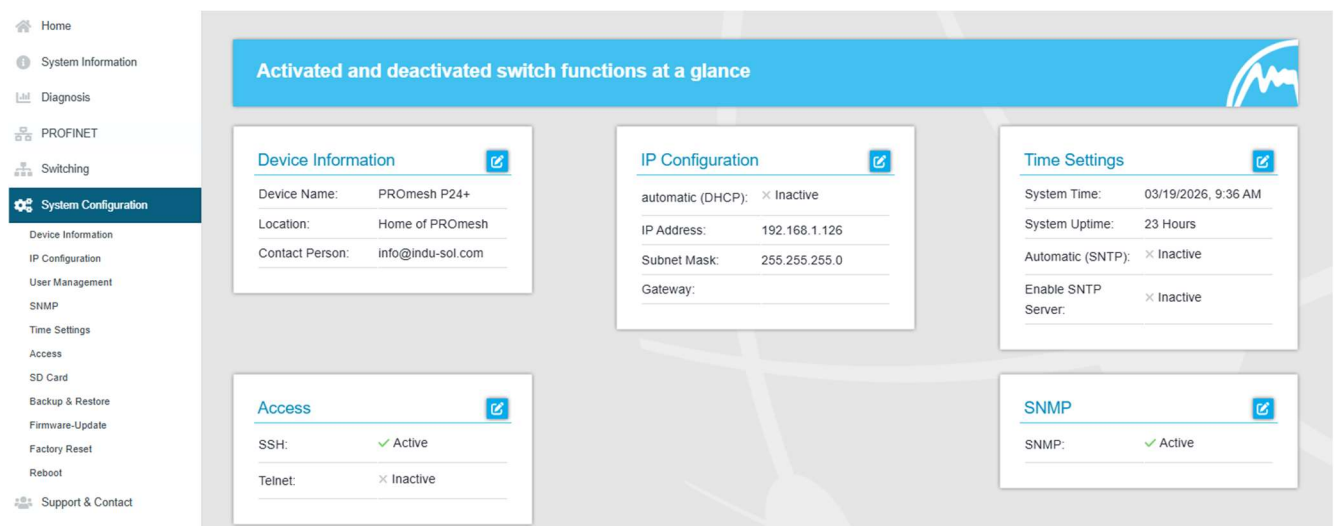 Home
System Information
Diagnosis
PROFINET
Switching
System Configuration
Device Information
IP Configuration
User Management
SNMP
Time Settings
Access
SD Card
Backup & Restore
Firmware-Update
Factory Reset
Reboot
Support & Contact
Activated and deactivated switch functions at a glance
Device Information
Device Name: PROmesh P24+
Location: Home of PROmesh
Contact Person: info@indu-sol.com
IP Configuration
automatic (DHCP): Inactive
IP Address: 192.168.1.126
Subnet Mask: 255.255.255.0
Gateway:
Time Settings
System Time: 03/19/2026, 9:36 AM
System Uptime: 23 Hours
Automatic (SNTP): Inactive
Enable SNTP
Server: Inactive
Access
SSH: Active
Telnet: Inactive
SNMP
SNMP: Active